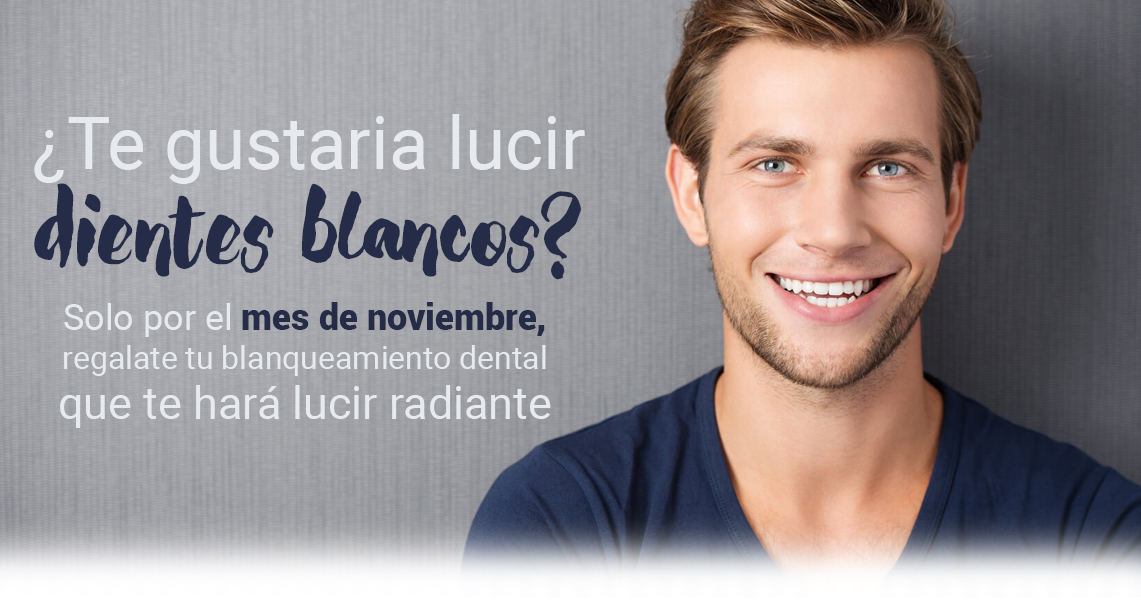 ¿Te gustaria lucir
dientes blancos?
Solo por el mes de noviembre,
regalate tu blanqueamiento dental
que te hará lucir radiante